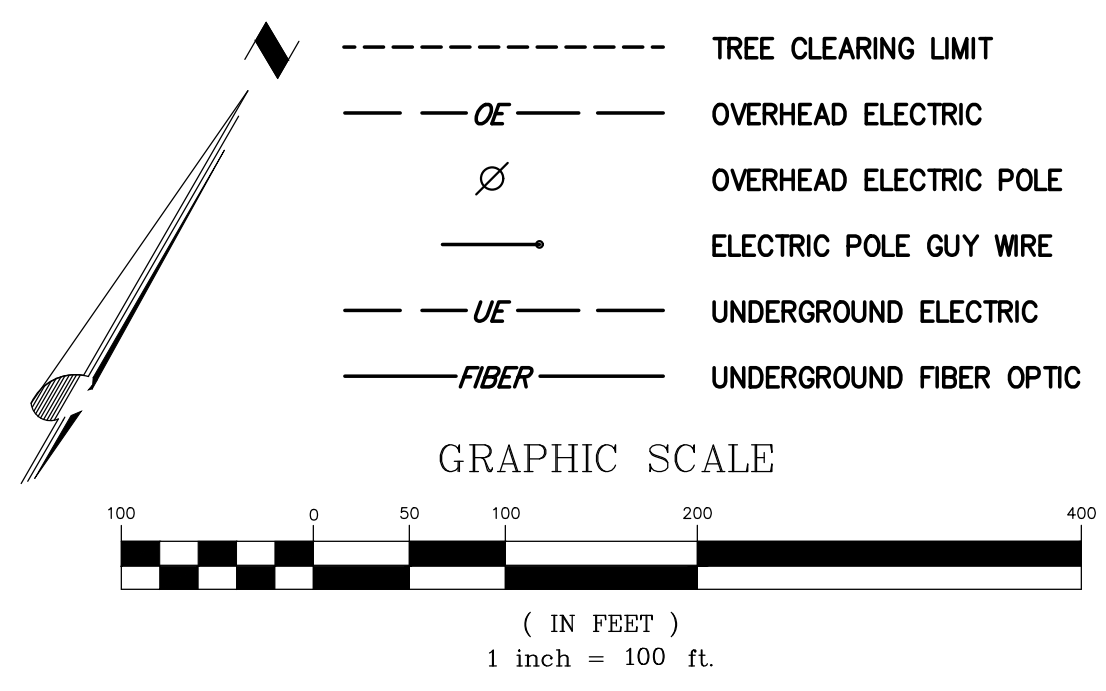 N
TREE CLEARING LIMIT
OE OVERHEAD ELECTRIC
OVERHEAD ELECTRIC POLE
ELECTRIC POLE GUY WIRE
UE UNDERGROUND ELECTRIC
FIBER UNDERGROUND FIBER OPTIC
GRAPHIC SCALE
100 0 50 100 200 400
( IN FEET )
1 inch = 100 ft.